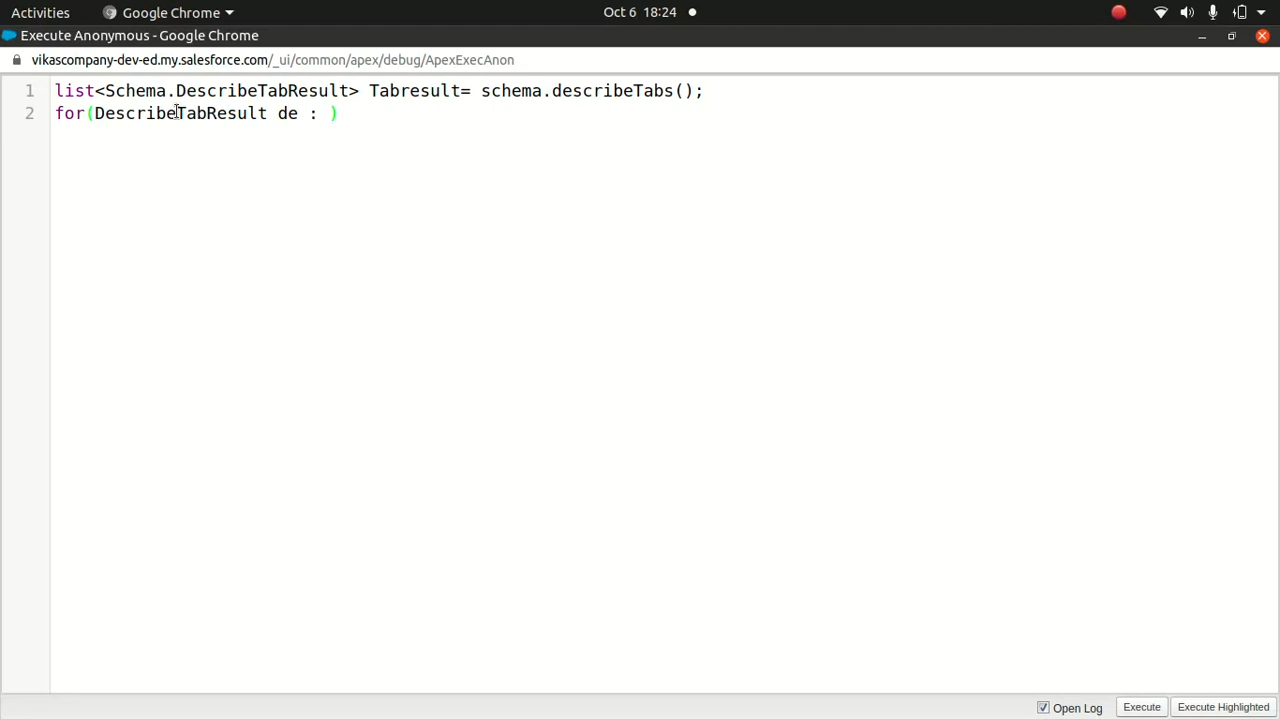 Activities
Google Chrome
Oct 6 18:24
Execute Anonymous - Google Chrome
vikascompany-dev-ed.my.salesforce.com/_ui/common/apex/debug/ApexExecAnon
1 list<Schema.DescribeTabResult> Tabresult= schema.describeTabs();
2 for(DescribeTabResult de : )
Open Log
Execute
Execute Highlighted